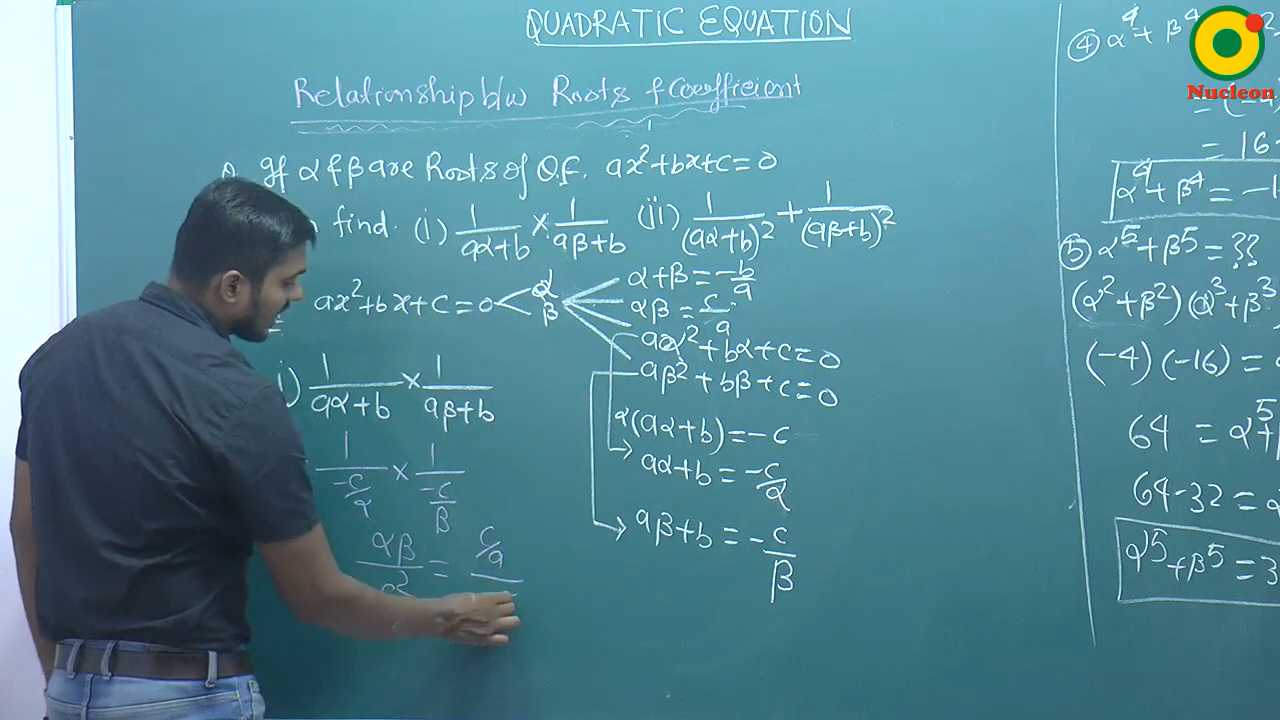 QUADRATIC EQUATION
Relationship b/w Roots & Coefficient
Q. If α & β are Roots of Q.E. ax²+bx+c=0
find. (i) 1/(aα+b) × 1/(aβ+b) (ii) 1/(aα+b)² + 1/(aβ+b)²
ax²+bx+c=0 < α β
α+β = -b/a
αβ = c/a
aα²+bα+c=0
aβ²+bβ+c=0
α(aα+b)=-c
aα+b = -c/α
aβ+b = -c/β
i) 1/(aα+b) × 1/(aβ+b)
1/(-c/α) × 1/(-c/β)
αβ/c² = c/a
④ α⁴+β⁴
= (-4)
= 16
α⁴+β⁴ = -1
⑤ α⁵+β⁵ = ??
(α²+β²)(α³+β³
(-4)(-16) =
64 = α⁵+
64-32 =
α⁵+β⁵ = 3
Nucleon